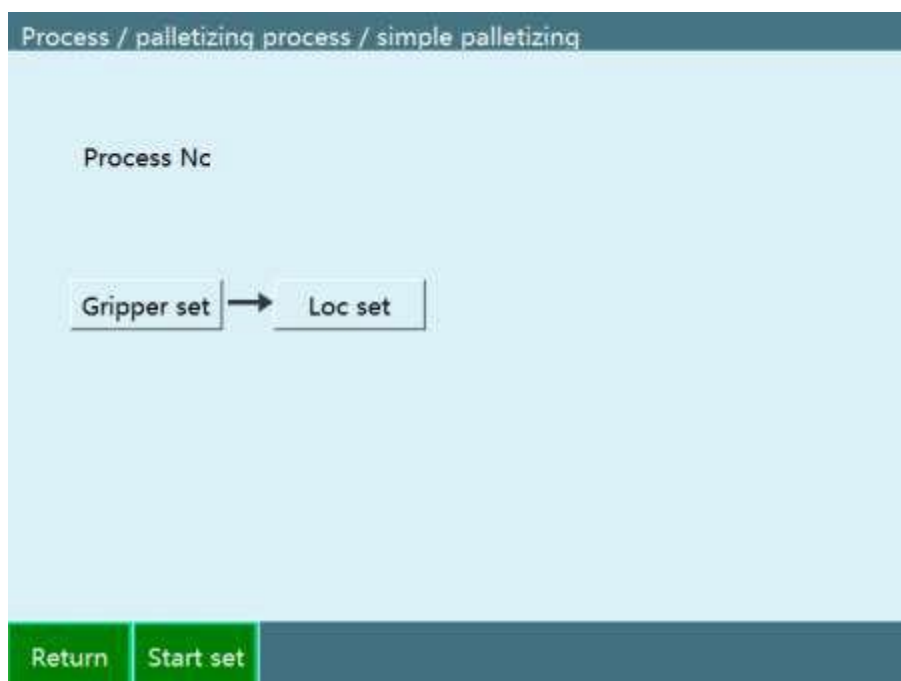 Process / palletizing process / simple palletizing
Process Nc
Gripper set
Loc set
Return
Start set